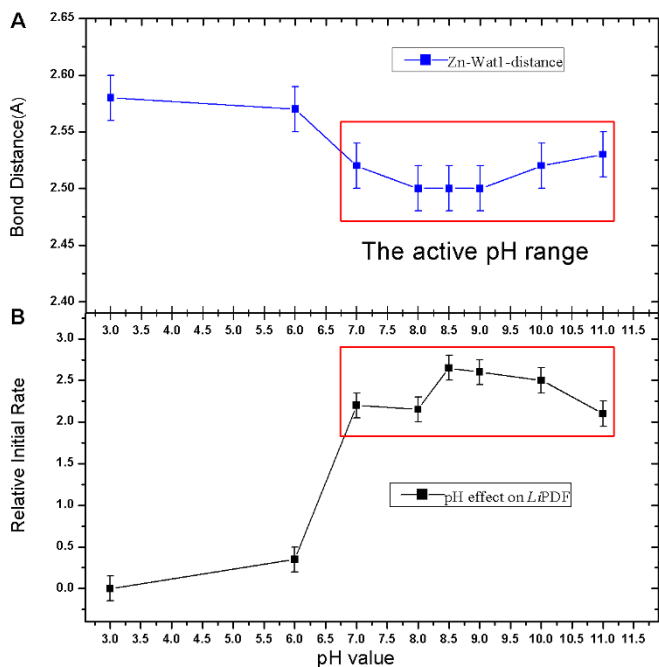 A
2.65
2.60
2.55
2.50
2.45
2.40
Bond Distance(A)
Zn-Wat1-distance
The active pH range
3.0 3.5 4.0 4.5 5.0 5.5 6.0 6.5 7.0 7.5 8.0 8.5 9.0 9.5 10.0 10.5 11.0 11.5
B
3.0
2.5
2.0
1.5
1.0
0.5
0.0
Relative Initial Rate
pH effect on LiPDF
3.0 3.5 4.0 4.5 5.0 5.5 6.0 6.5 7.0 7.5 8.0 8.5 9.0 9.5 10.0 10.5 11.0 11.5
pH value